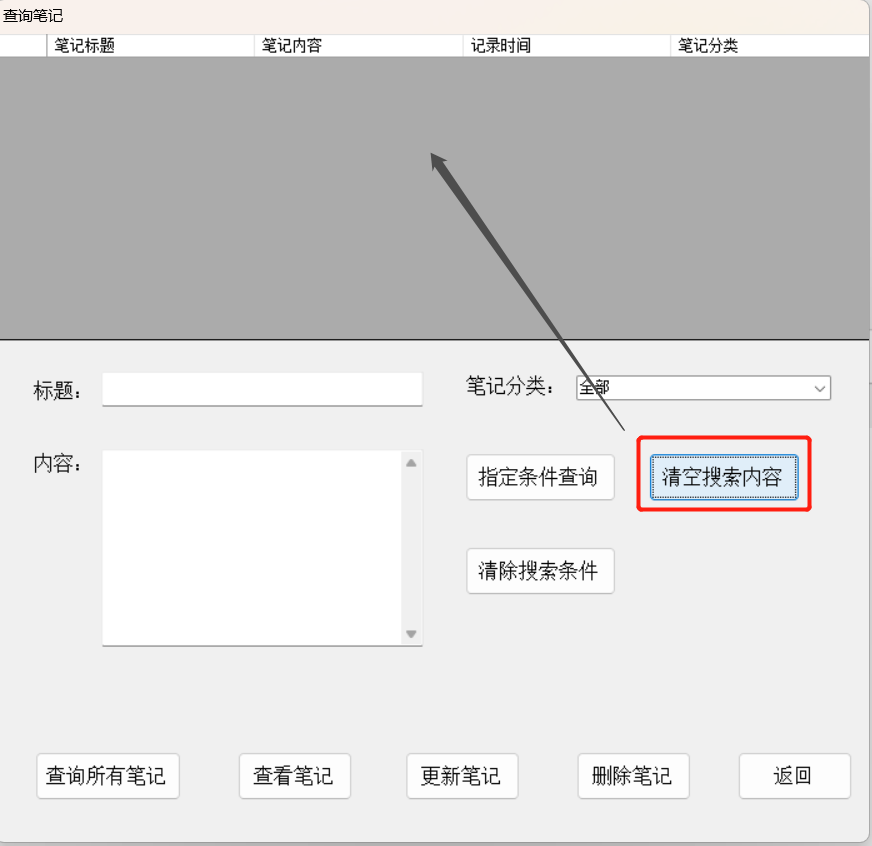 查询笔记
笔记标题 笔记内容 记录时间 笔记分类
标题： 笔记分类： 全部
内容： 指定条件查询 清空搜索内容
清除搜索条件
查询所有笔记 查看笔记 更新笔记 删除笔记 返回